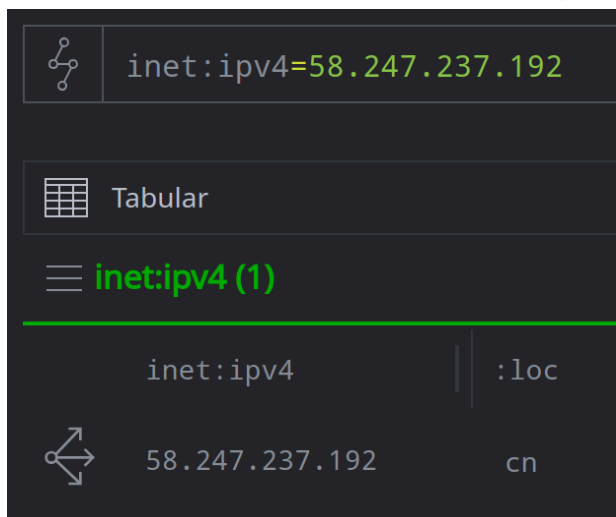 inet:ipv4=58.247.237.192
Tabular
inet:ipv4 (1)
inet:ipv4 :loc
58.247.237.192 cn